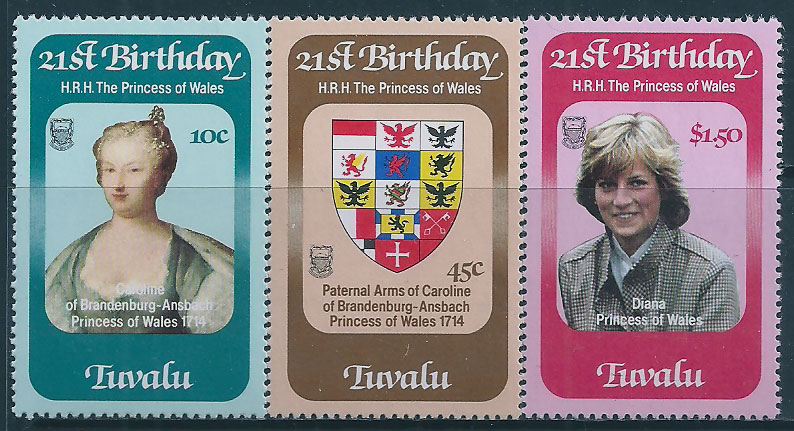 21st Birthday
H.R.H. The Princess of Wales
10c
Caroline
of Brandenburg-Ansbach
Princess of Wales 1714
Tuvalu
21st Birthday
H.R.H. The Princess of Wales
45c
Paternal Arms of Caroline
of Brandenburg-Ansbach
Princess of Wales 1714
Tuvalu
21st Birthday
H.R.H. The Princess of Wales
$1.50
Diana
Princess of Wales
Tuvalu